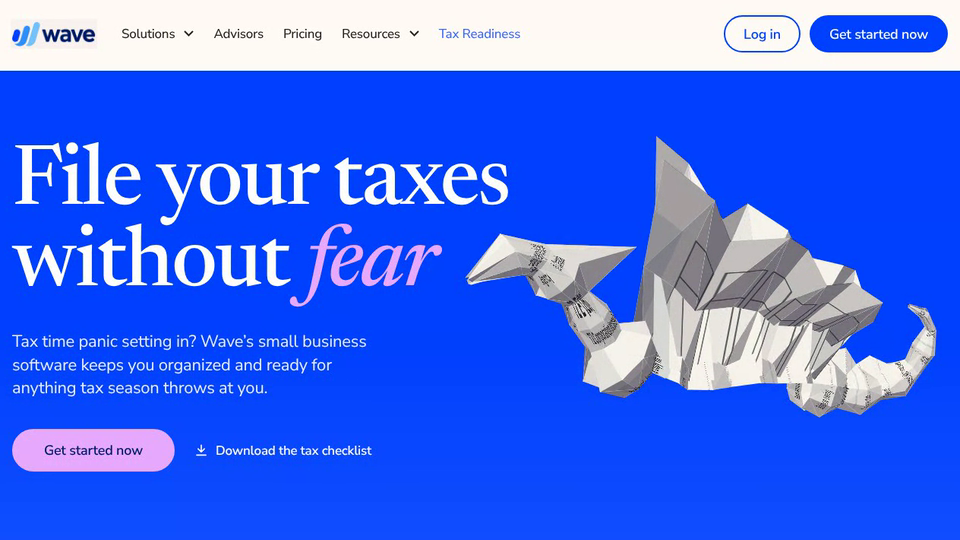 wave
Solutions
Advisors
Pricing
Resources
Tax Readiness
Log in
Get started now
File your taxes
without fear
Tax time panic setting in? Wave’s small business
software keeps you organized and ready for
anything tax season throws at you.
Get started now
Download the tax checklist